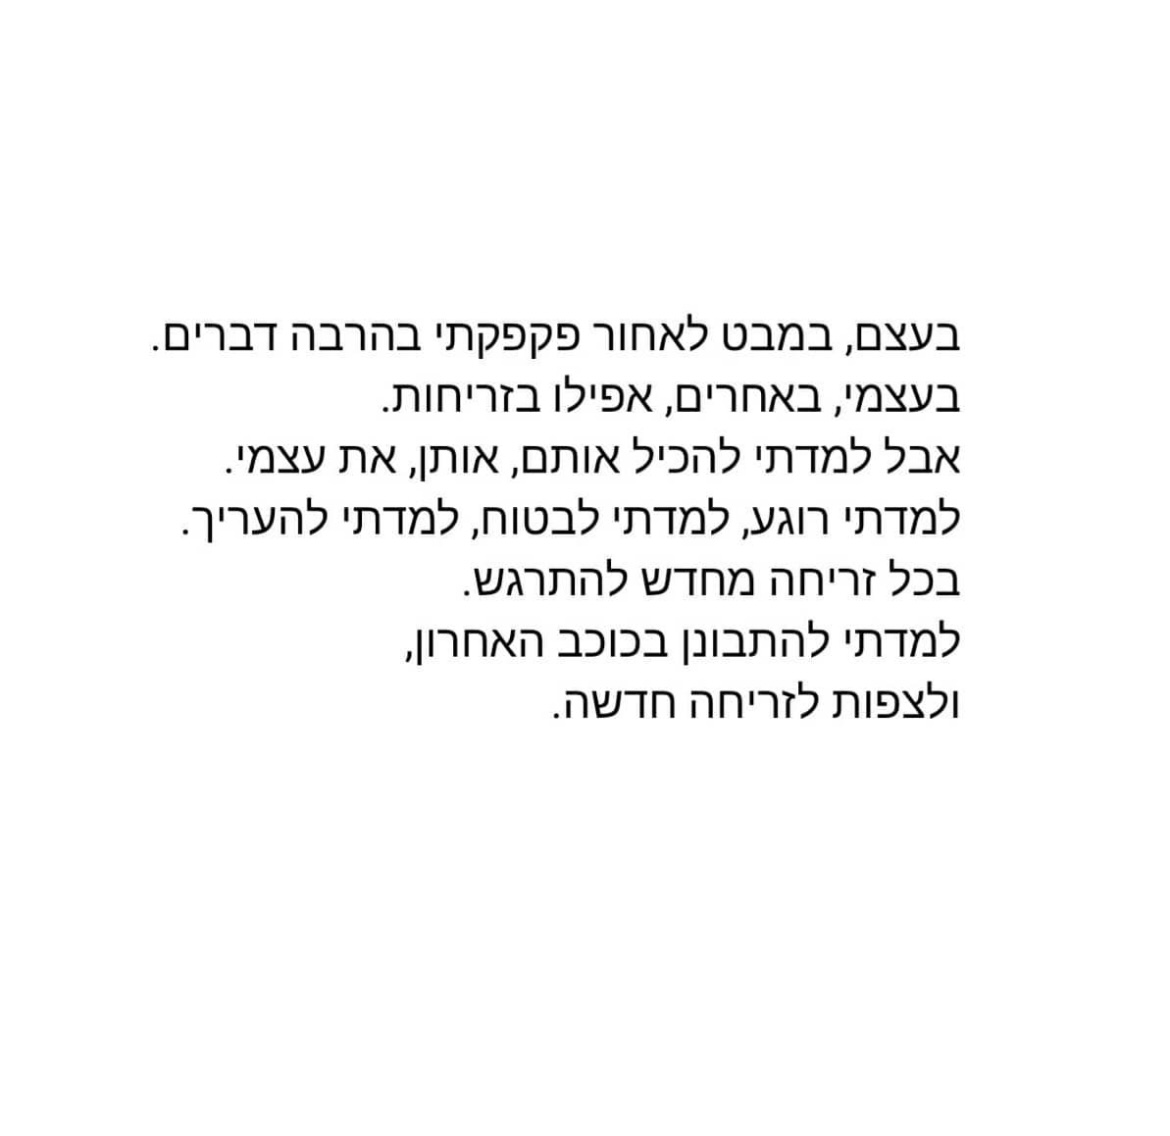 בעצם, במבט לאחור פקפקתי בהרבה דברים.
בעצמי, באחרים, אפילו בזריחות.
אבל למדתי להכיל אותם, אותן, את עצמי.
למדתי רוגע, למדתי לבטוח, למדתי להעריך.
בכל זריחה מחדש להתרגש.
למדתי להתבונן בכוכב האחרון,
ולצפות לזריחה חדשה.